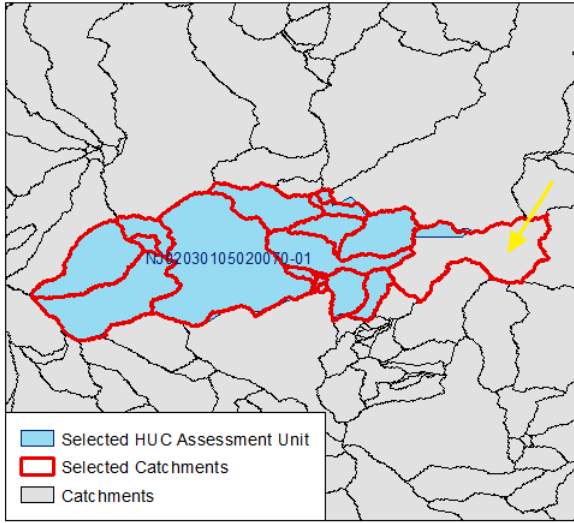 NJ02030105020070-01
Selected HUC Assessment Unit
Selected Catchments
Catchments